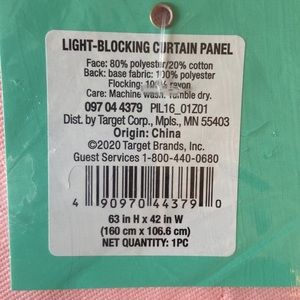 LIGHT-BLOCKING CURTAIN PANEL
Face: 80% polyester/20% cotton
Back: base fabric: 100% polyester
Flocking: 100% rayon
Care: Machine wash. Tumble dry.
097 04 4379 PIL16_01Z01
Dist. by Target Corp., Mpls., MN 55403
Origin: China
©2020 Target Brands, Inc.
Guest Services 1-800-440-0680
4 90970 44379 0
63 in H x 42 in W
(160 cm x 106.6 cm)
NET QUANTITY: 1PC